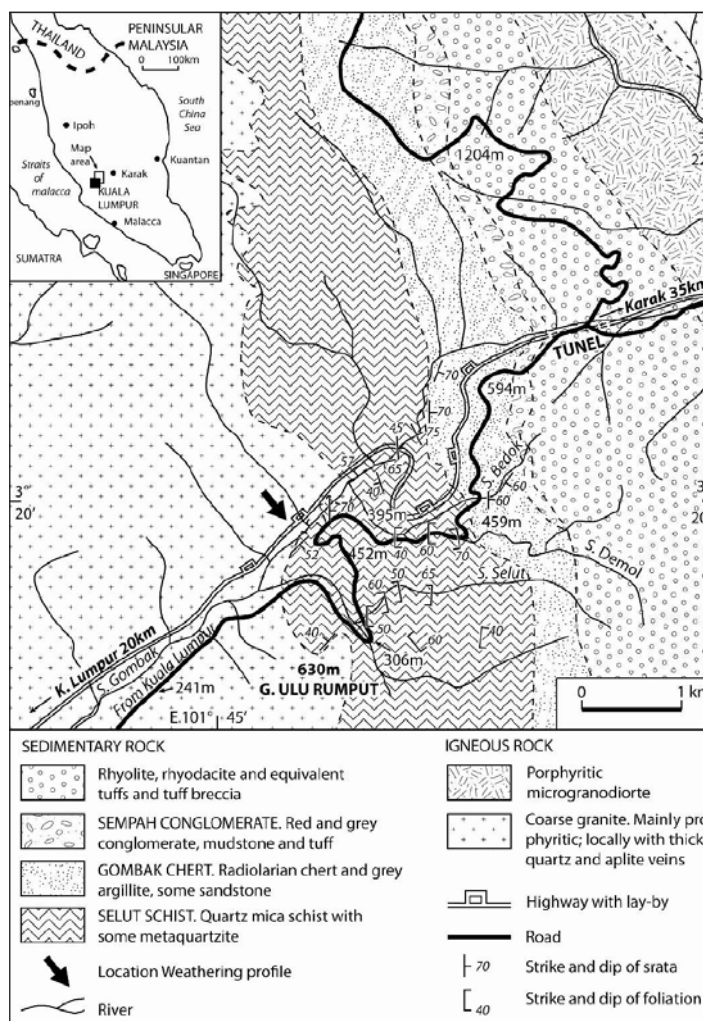 THAILAND
PENINSULAR
MALAYSIA
0 100km
penang
South
China
Sea
Ipoh
Map
area
Kuantan
Karak
Straits
of
malacca
KUALA
LUMPUR
Malacca
SUMATRA
SINGAPORE
1204m
Karak 35km
TUNEL
70
594m
70
45
75
57
65
S. Bedok
60
40
3°
20'
70
395m
60
459m
52
452m
40
60
70
S. Demol
50
65
S. Selut
60
K. Lumpur 20km
S. Gombak
From Kuala Lumpur
40
50
60
40
630m
306m
G. ULU RUMPUT
241m
E.101° 45'
0 1 k
SEDIMENTARY ROCK
Rhyolite, rhyodacite and equivalent
tuffs and tuff breccia
SEMPAH CONGLOMERATE. Red and grey
conglomerate, mudstone and tuff
GOMBAK CHERT. Radiolarian chert and grey
argillite, some sandstone
SELUT SCHIST. Quartz mica schist with
some metaquartzite
Location Weathering profile
River
IGNEOUS ROCK
Porphyritic
microgranodiorte
Coarse granite. Mainly pro
phyritic; locally with thick
quartz and aplite veins
Highway with lay-by
Road
70 Strike and dip of srata
40 Strike and dip of foliation